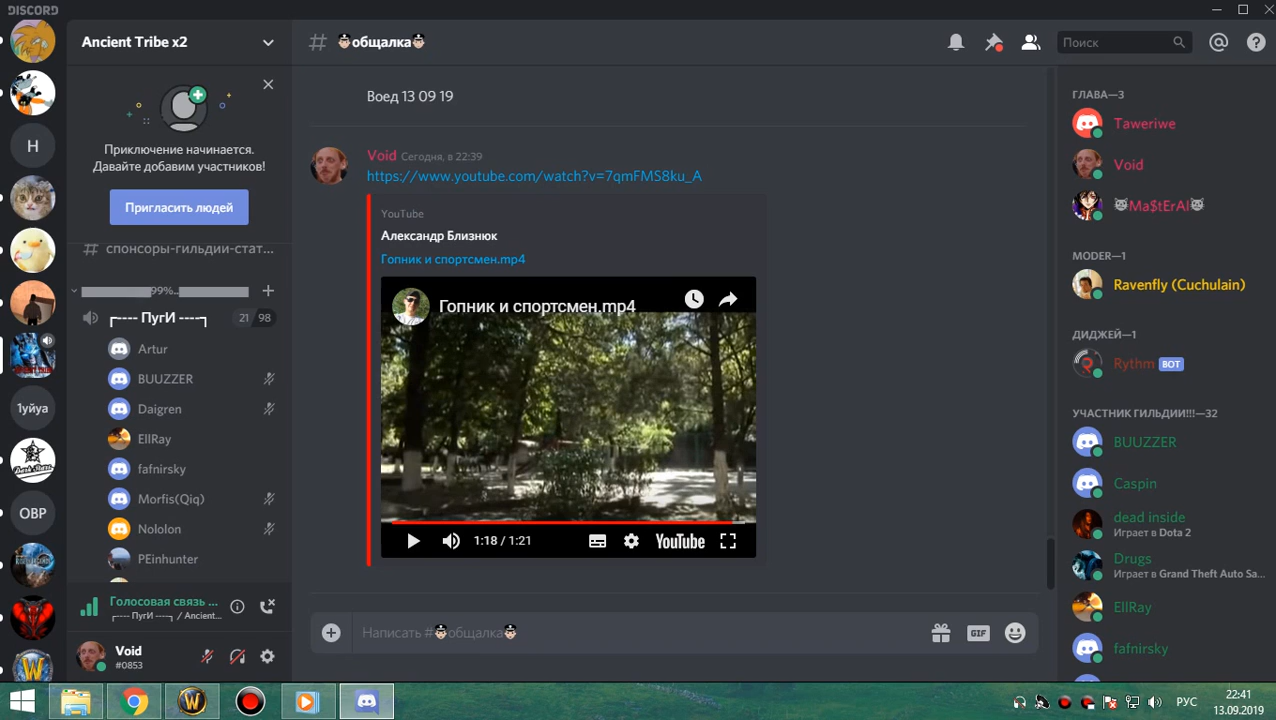 DISCORD
Ancient Tribe x2
Приключение начинается.
Давайте добавим участников!
Пригласить людей
# спонсоры-гильдии-стат...
99%..
┌---- ПугИ ----┐ 21 / 98
Artur
BUUZZER
Daigren
EllRay
fafnirsky
Morfis(Qiq)
Nololon
PEinhunter
Голосовая связь ...
┌---- ПугИ ----┐ / Ancient...
Void
#0853
Н
1уйуа
ОВР
# 👮🏻общалка👮🏻
Поиск
Воед 13 09 19
Void Сегодня, в 22:39
https://www.youtube.com/watch?v=7qmFMS8ku_A
YouTube
Александр Близнюк
Гопник и спортсмен.mp4
Гопник и спортсмен.mp4
1:18 / 1:21
YouTube
Написать #👮🏻общалка👮🏻
GIF
ГЛАВА—3
Taweriwe
Void
🐺Ma$tErAl🐺
MODER—1
Ravenfly (Cuchulain)
ДИДЖЕЙ—1
Rythm БОТ
УЧАСТНИК ГИЛЬДИИ!!!—32
BUUZZER
Caspin
dead inside
Играет в Dota 2
Drugs
Играет в Grand Theft Auto Sa...
EllRay
fafnirsky
РУС
22:41
13.09.2019